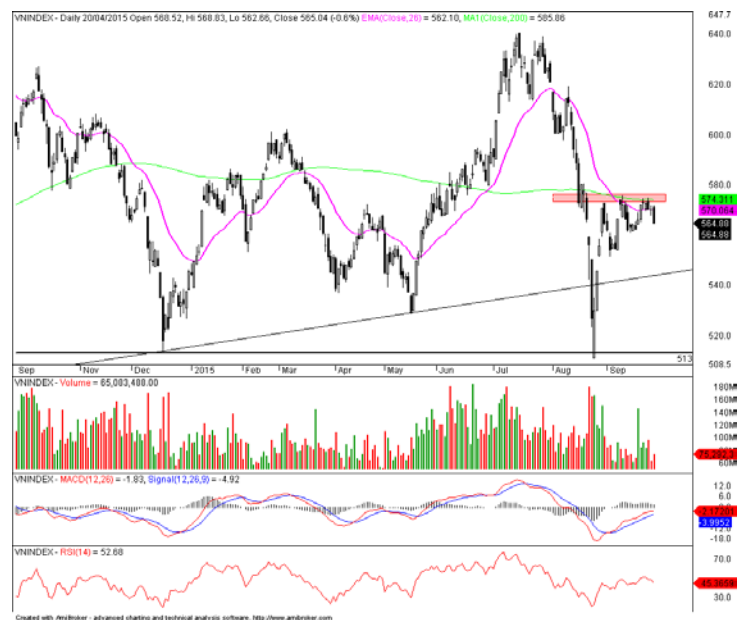 VNINDEX - Daily 20/04/2015 Open 568.52, Hi 568.83, Lo 562.66, Close 565.04 (-0.6%) EMA(Close,26) = 562.10, MA1(Close,200) = 585.86
647.7
640.0
620.0
600.0
580.0
574.311
570.064
564.88
564.88
540.0
520.0
513
508.5
Sep Nov Dec 2015 Feb Mar Apr May Jun Jul Aug Sep
VNINDEX - Volume = 65,083,488.00
180M
160M
140M
120M
100M
60M
VNINDEX - MACD(12,26) = -1.83, Signal(12,26,9) = -4.92
12.0
6.0
0.0
-3.9952
-12.0
-18.0
VNINDEX - RSI(14) = 52.68
70.0
30.0
Created with AmiBroker - advanced charting and technical analysis software. http://www.amibroker.com